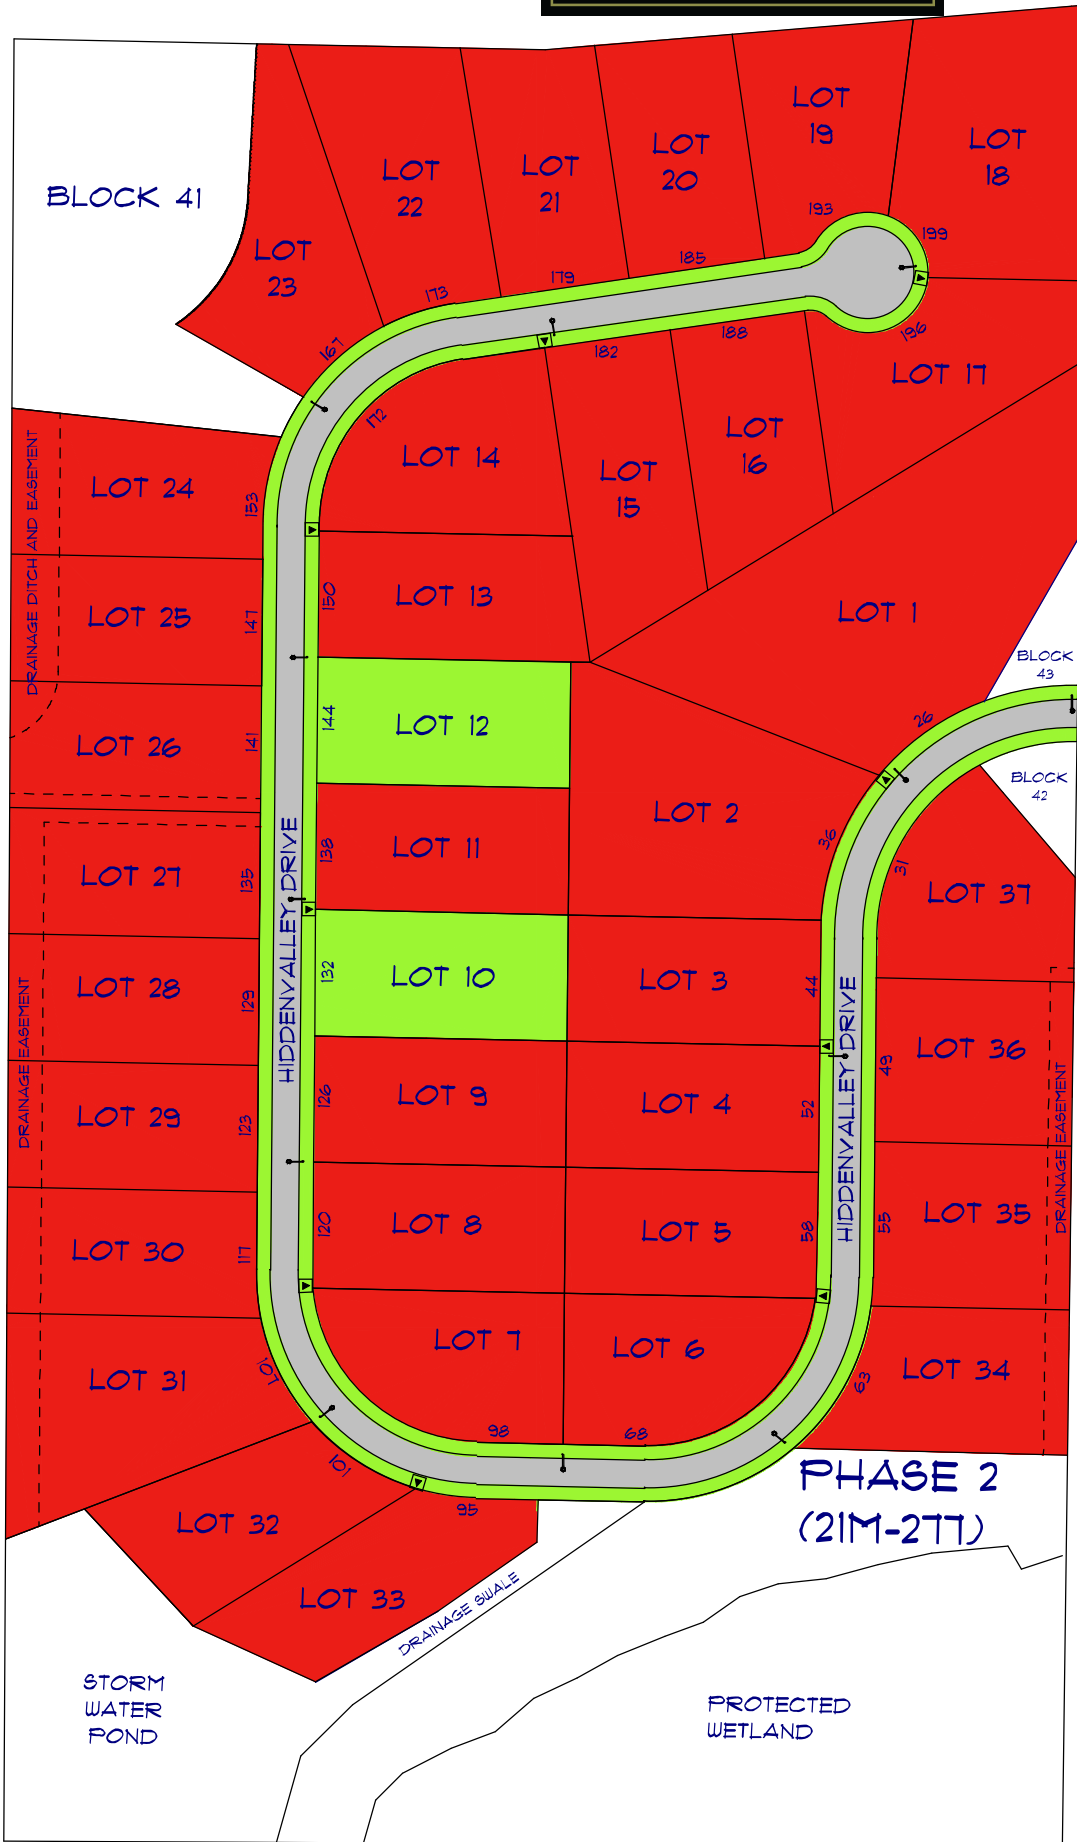 BLOCK 41
LOT
23
LOT
22
LOT
21
LOT
20
LOT
19
LOT
18
193
199
185
179
173
167
196
188
182
172
LOT 17
LOT
16
LOT
15
LOT 14
LOT 24
153
DRAINAGE DITCH AND EASEMENT
LOT 13
150
LOT 25
147
LOT 1
BLOCK
43
26
LOT 12
144
LOT 26
141
BLOCK
42
LOT 2
36
31
LOT 11
138
LOT 27
135
HIDDENVALLEY DRIVE
LOT 37
LOT 10
132
LOT 3
44
LOT 28
129
DRAINAGE EASEMENT
HIDDENVALLEY DRIVE
LOT 36
49
DRAINAGE EASEMENT
LOT 9
126
LOT 4
52
LOT 29
123
LOT 8
120
LOT 5
58
55
LOT 35
LOT 30
117
LOT 7
LOT 6
LOT 34
63
LOT 31
107
98
68
101
95
PHASE 2
(21M-277)
LOT 32
LOT 33
DRAINAGE SWALE
STORM
WATER
POND
PROTECTED
WETLAND